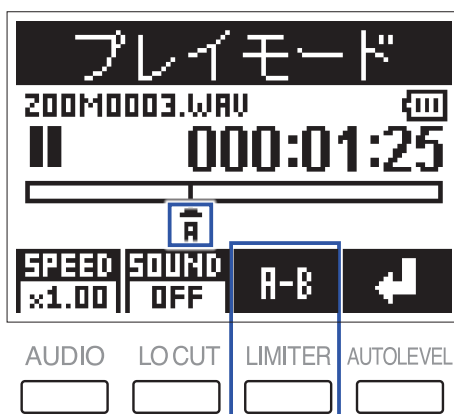 プレイモード
ZOOM0003.WAV
000:01:25
A
SPEED SOUND A-B
x1.00 OFF
AUDIO LO CUT LIMITER AUTOLEVEL